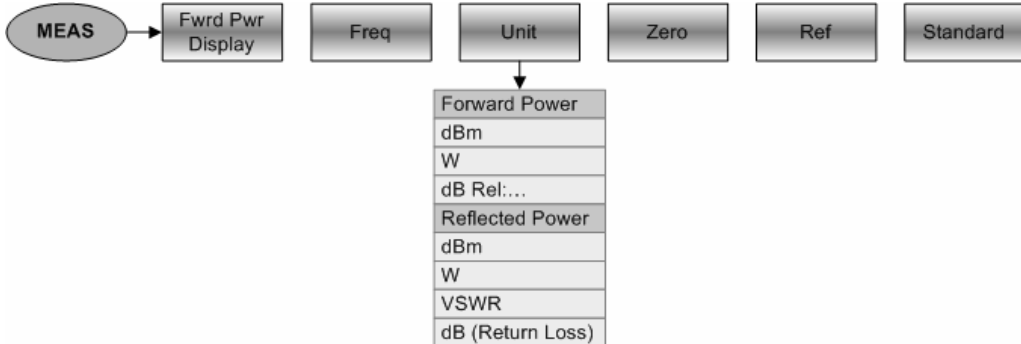 MEAS
Fwrd Pwr
Display
Freq
Unit
Zero
Ref
Standard
Forward Power
dBm
W
dB Rel:...
Reflected Power
dBm
W
VSWR
dB (Return Loss)